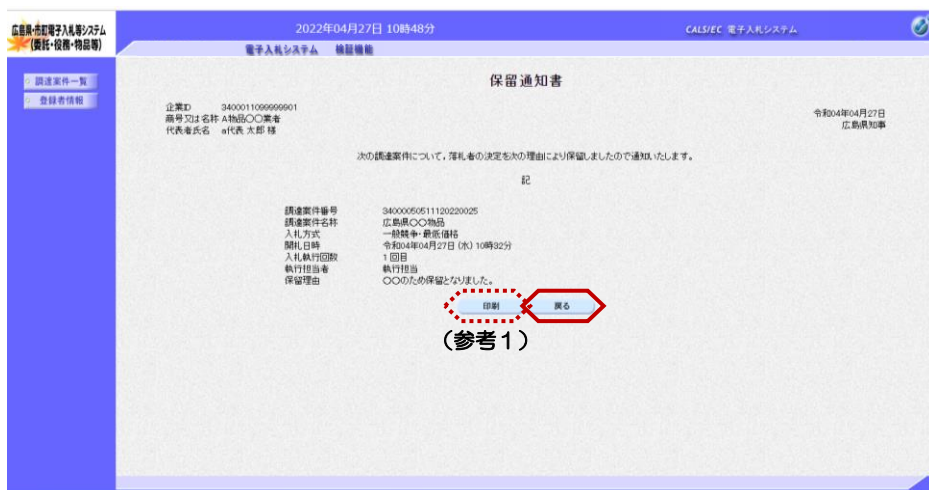 広島県・市町電子入札等システム
(委託・役務・物品等)
2022年04月27日 10時48分
CALS/EC 電子入札システム
電子入札システム 検証機能
調達案件一覧
登録者情報
保留通知書
企業ID 3400011099999901
商号又は名称 A物品〇〇業者
代表者氏名 a代表 太郎 様
令和04年04月27日
広島県知事
次の調達案件について，落札者の決定を次の理由により保留しましたので通知いたします。
記
調達案件番号 34000050511120220025
調達案件名称 広島県〇〇物品
入札方式 一般競争・最低価格
開札日時 令和04年04月27日（水）10時32分
入札執行回数 1 回目
執行担当者 執行担当
保留理由 〇〇のため保留となりました。
印刷 戻る
（参考１）